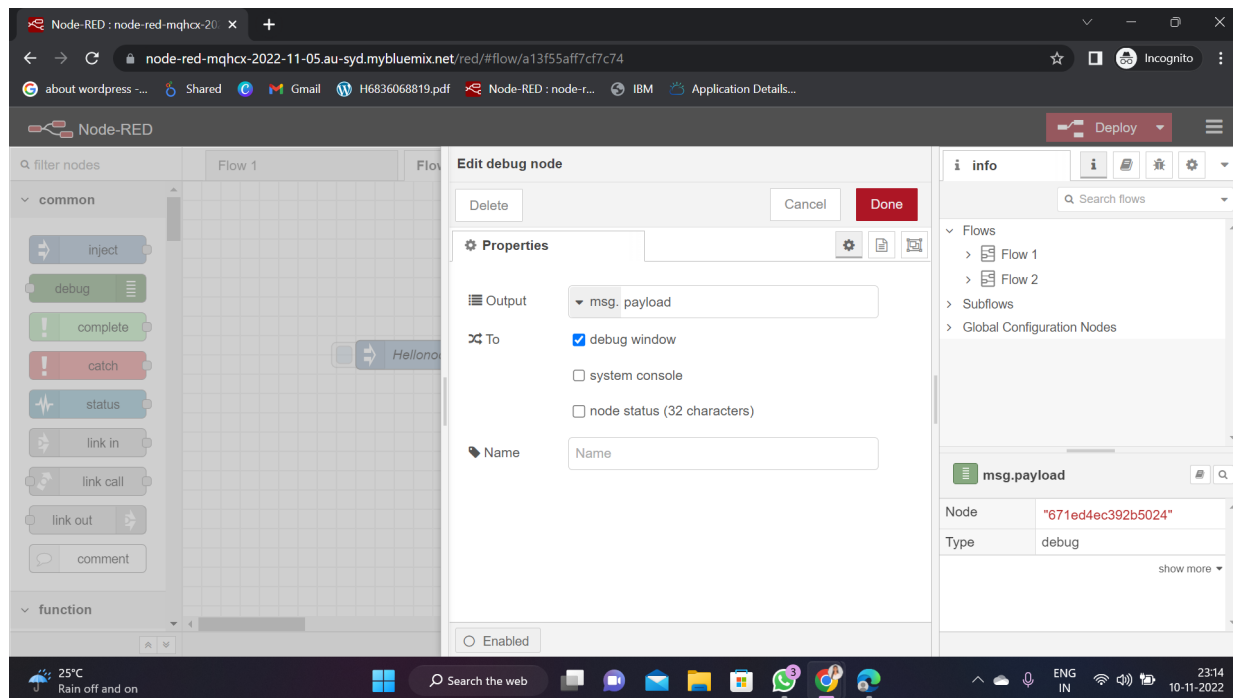 Node-RED : node-red-mqhcx-20
node-red-mqhcx-2022-11-05.au-syd.mybluemix.net/red/#flow/a13f55aff7cf7c74
Incognito
about wordpress -...
Shared
Gmail
H6836068819.pdf
Node-RED : node-r...
IBM
Application Details...
Node-RED
Deploy
filter nodes
common
inject
debug
complete
catch
status
link in
link call
link out
comment
function
Flow 1
Flow
Hellono
Edit debug node
Delete
Cancel
Done
Properties
Output
msg. payload
To
debug window
system console
node status (32 characters)
Name
Name
Enabled
i info
i
Search flows
Flows
Flow 1
Flow 2
Subflows
Global Configuration Nodes
msg.payload
Node
"671ed4ec392b5024"
Type
debug
show more
25°C
Rain off and on
Search the web
3
ENG
IN
23:14
10-11-2022